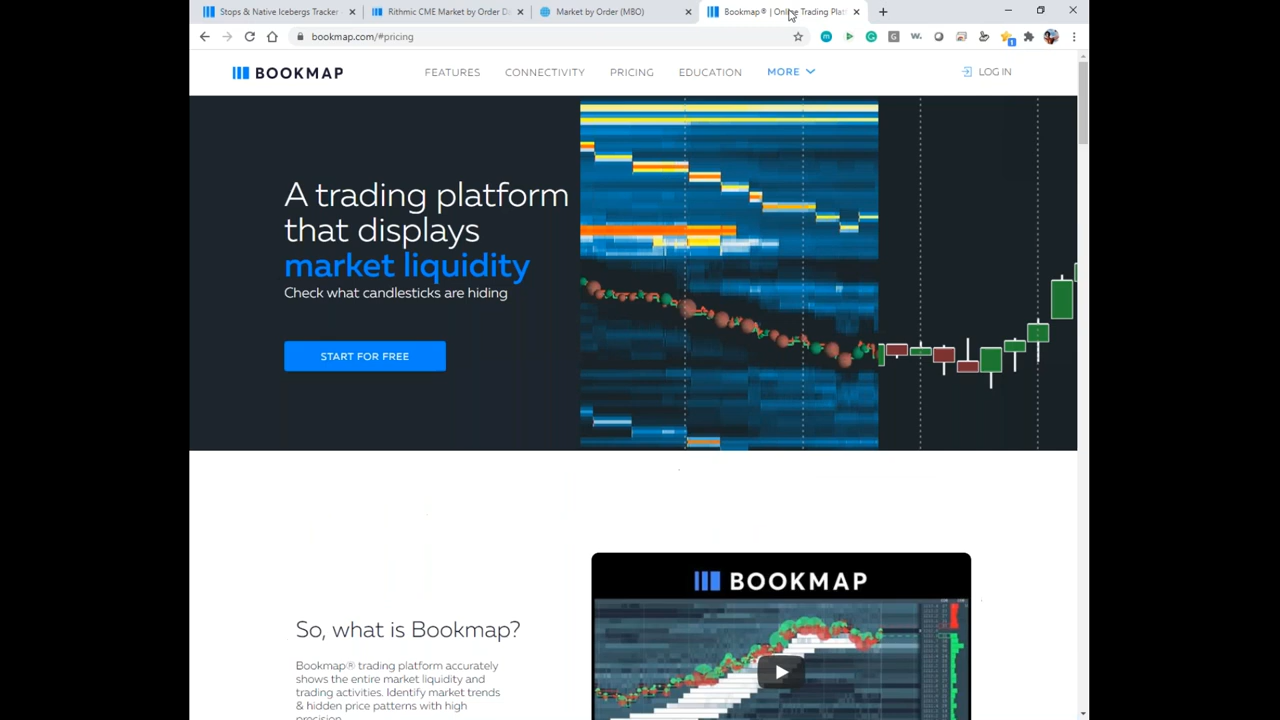 Stops & Native Icebergs Tracker
Rithmic CME Market by Order D
Market by Order (MBO)
Bookmap® | Online Trading Plat
bookmap.com/#pricing
BOOKMAP
FEATURES
CONNECTIVITY
PRICING
EDUCATION
MORE
LOG IN
A trading platform
that displays
market liquidity
Check what candlesticks are hiding
START FOR FREE
BOOKMAP
So, what is Bookmap?
Bookmap® trading platform accurately
shows the entire market liquidity and
trading activities. Identify market trends
& hidden price patterns with high
precision